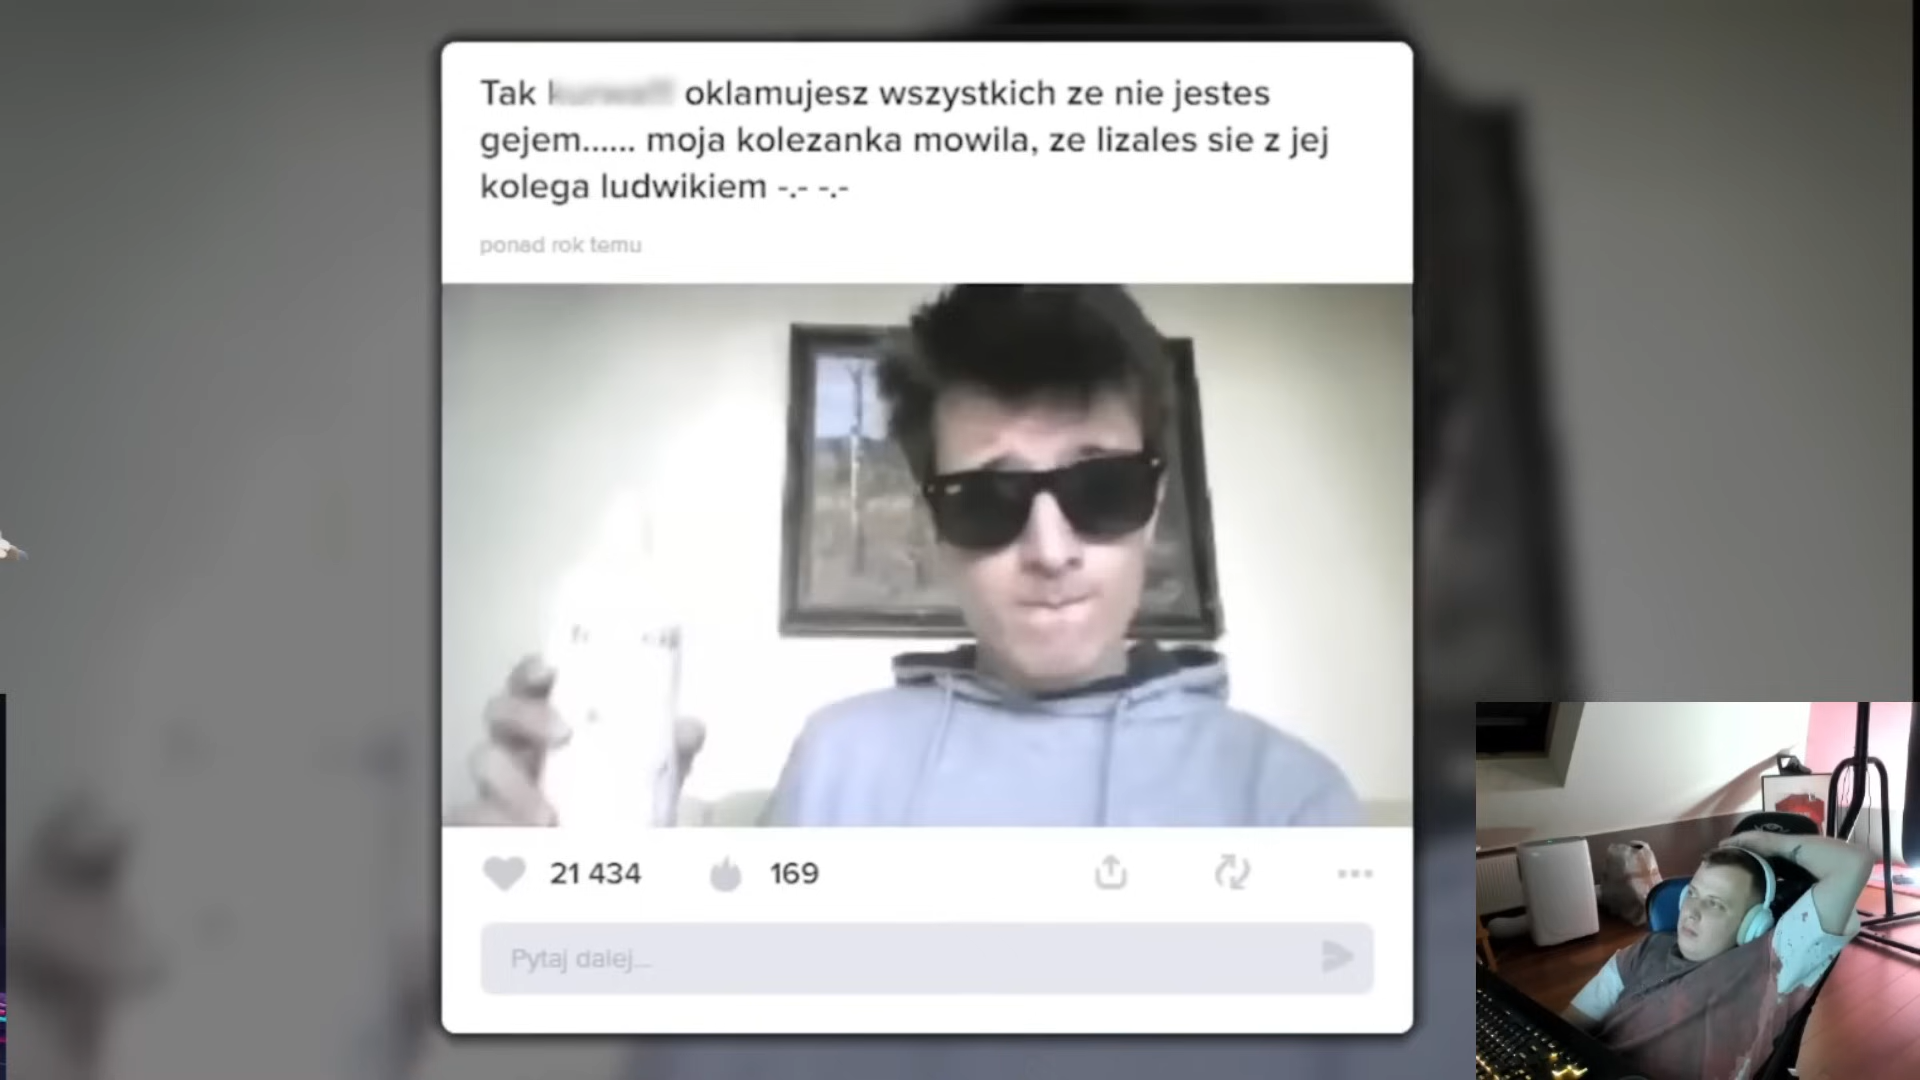 Tak oklamujesz wszystkich ze nie jestes
gejem...... moja kolezanka mowila, ze lizales sie z jej
kolega ludwikiem -.- -.-
ponad rok temu
21 434
169
Pytaj dalej...